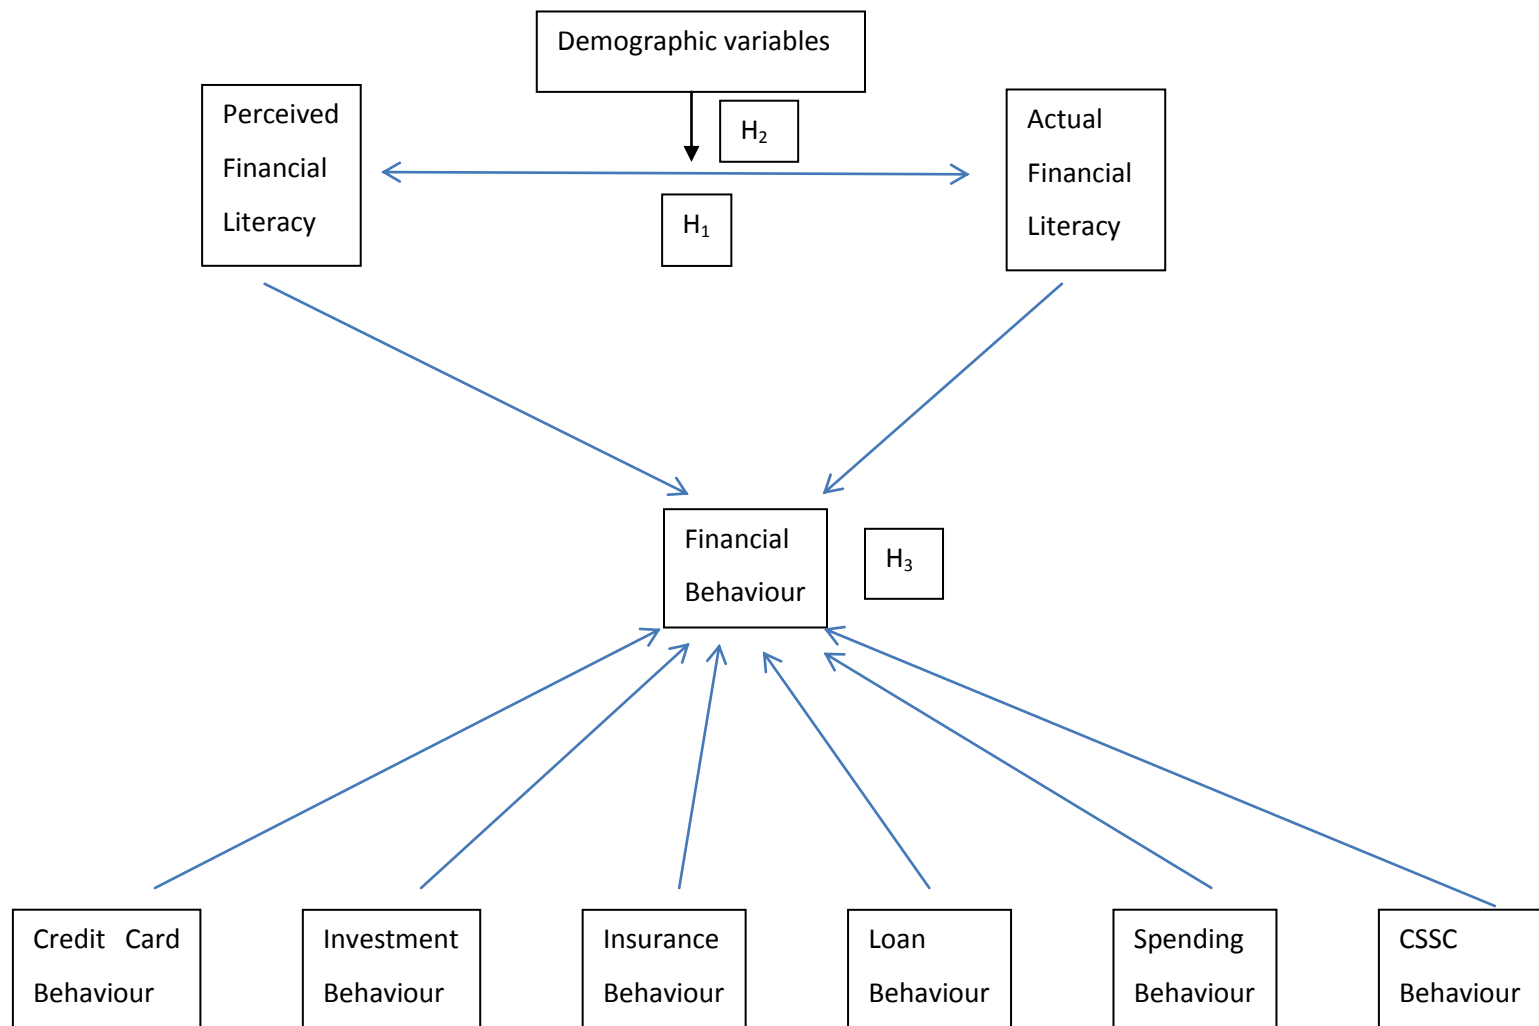 Demographic variables
Perceived
Financial
Literacy
H₂
Actual
Financial
Literacy
H₁
Financial
Behaviour
H₃
Credit Card
Behaviour
Investment
Behaviour
Insurance
Behaviour
Loan
Behaviour
Spending
Behaviour
CSSC
Behaviour